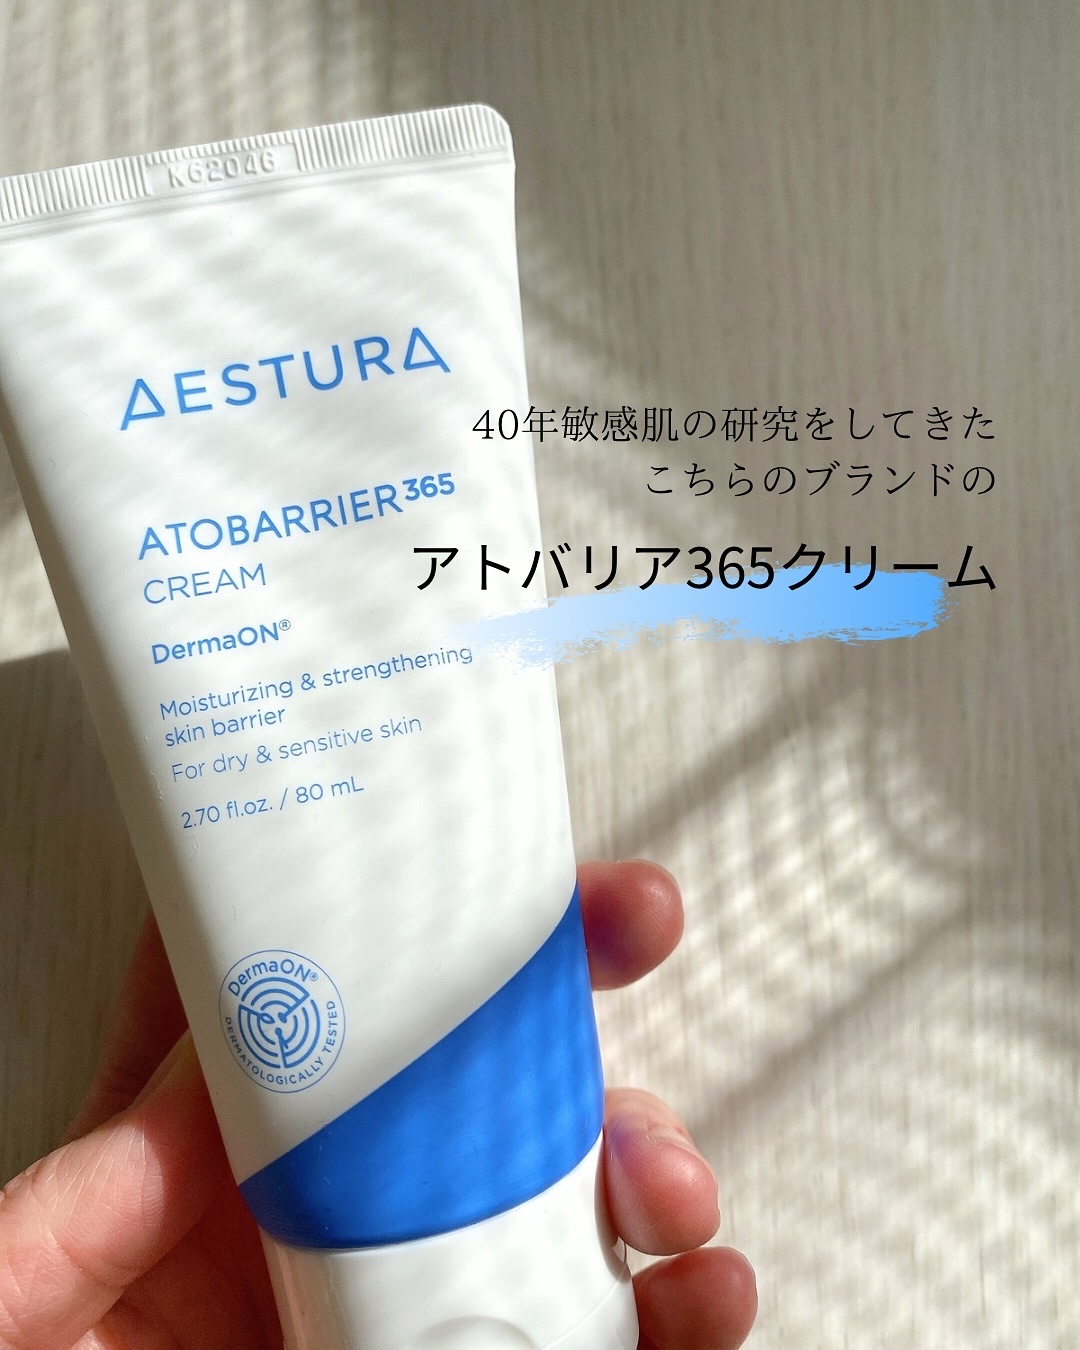 K62046
AESTURA
ATOBARRIER365
CREAM
DermaON®
Moisturizing & strengthening
skin barrier
For dry & sensitive skin
2.70 fl.oz. / 80 mL
DermaON®
DERMATOLOGICALLY TESTED
40年敏感肌の研究をしてきた
こちらのブランドの
アトバリア365クリーム